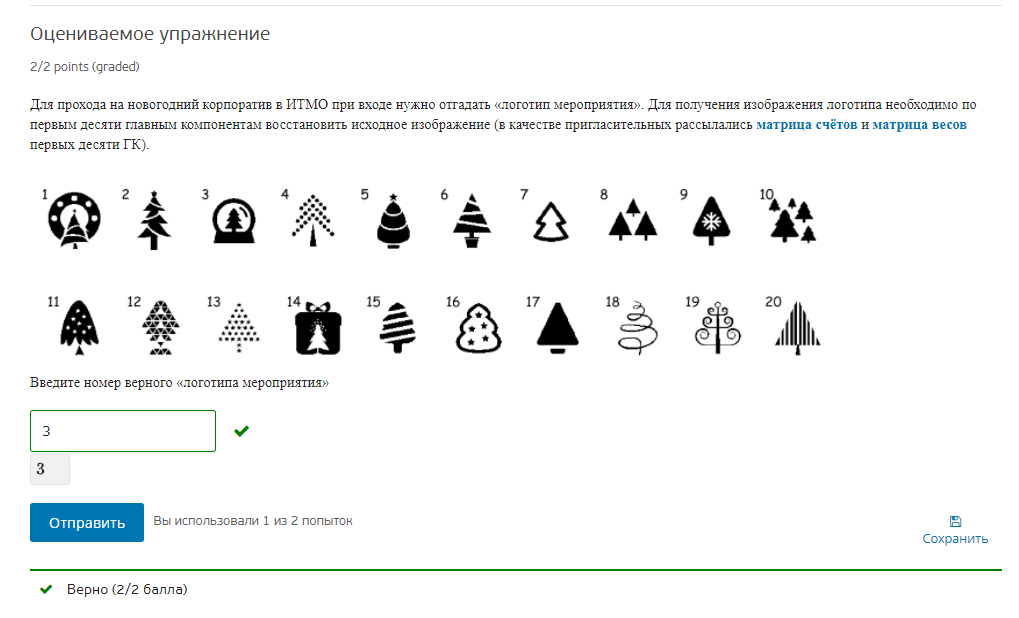 Оцениваемое упражнение
2/2 points (graded)
Для прохода на новогодний корпоратив в ИТМО при входе нужно отгадать «логотип мероприятия». Для получения изображения логотипа необходимо по
первым десяти главным компонентам восстановить исходное изображение (в качестве пригласительных рассылались матрица счётов и матрица весов
первых десяти ГК).
1 2 3 4 5 6 7 8 9 10
11 12 13 14 15 16 17 18 19 20
Введите номер верного «логотипа мероприятия»
3
3
Отправить Вы использовали 1 из 2 попыток
Сохранить
Верно (2/2 балла)